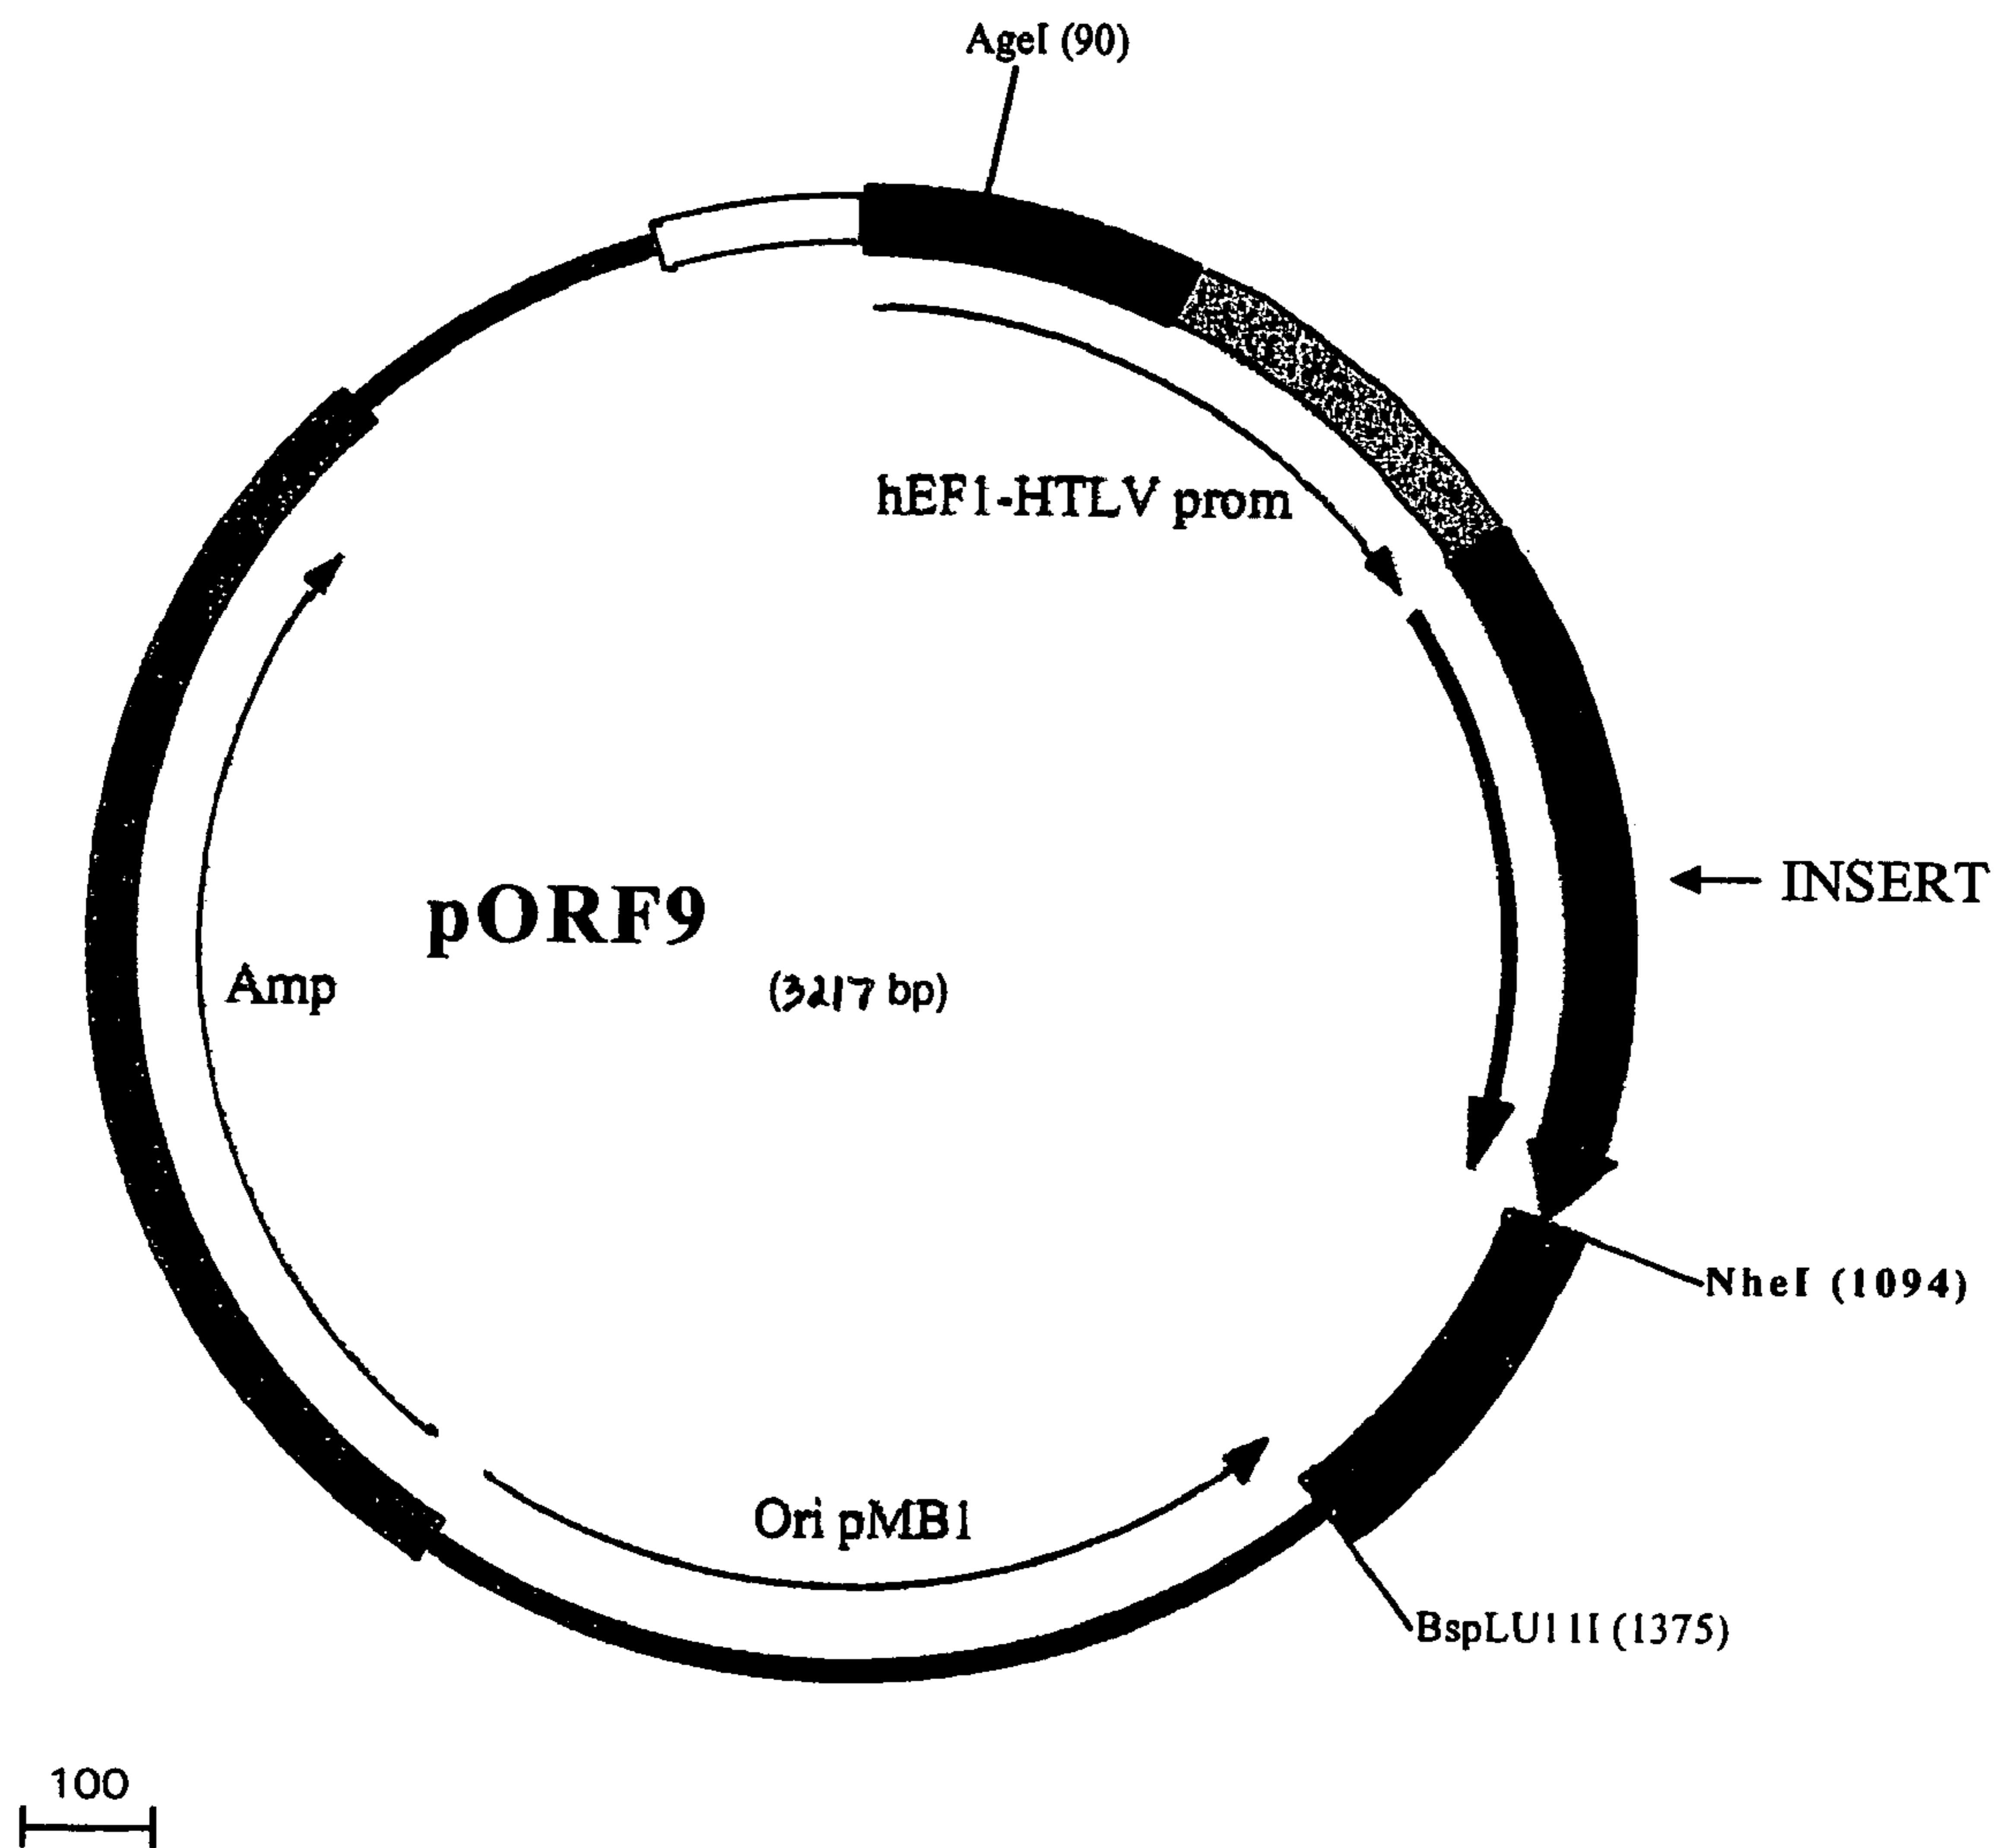 AgeI (90)
hEF1-HTLV prom
INSERT
pORF9
(3217 bp)
Amp
NheI (1094)
Ori pMB1
BspLU11I (1375)
100